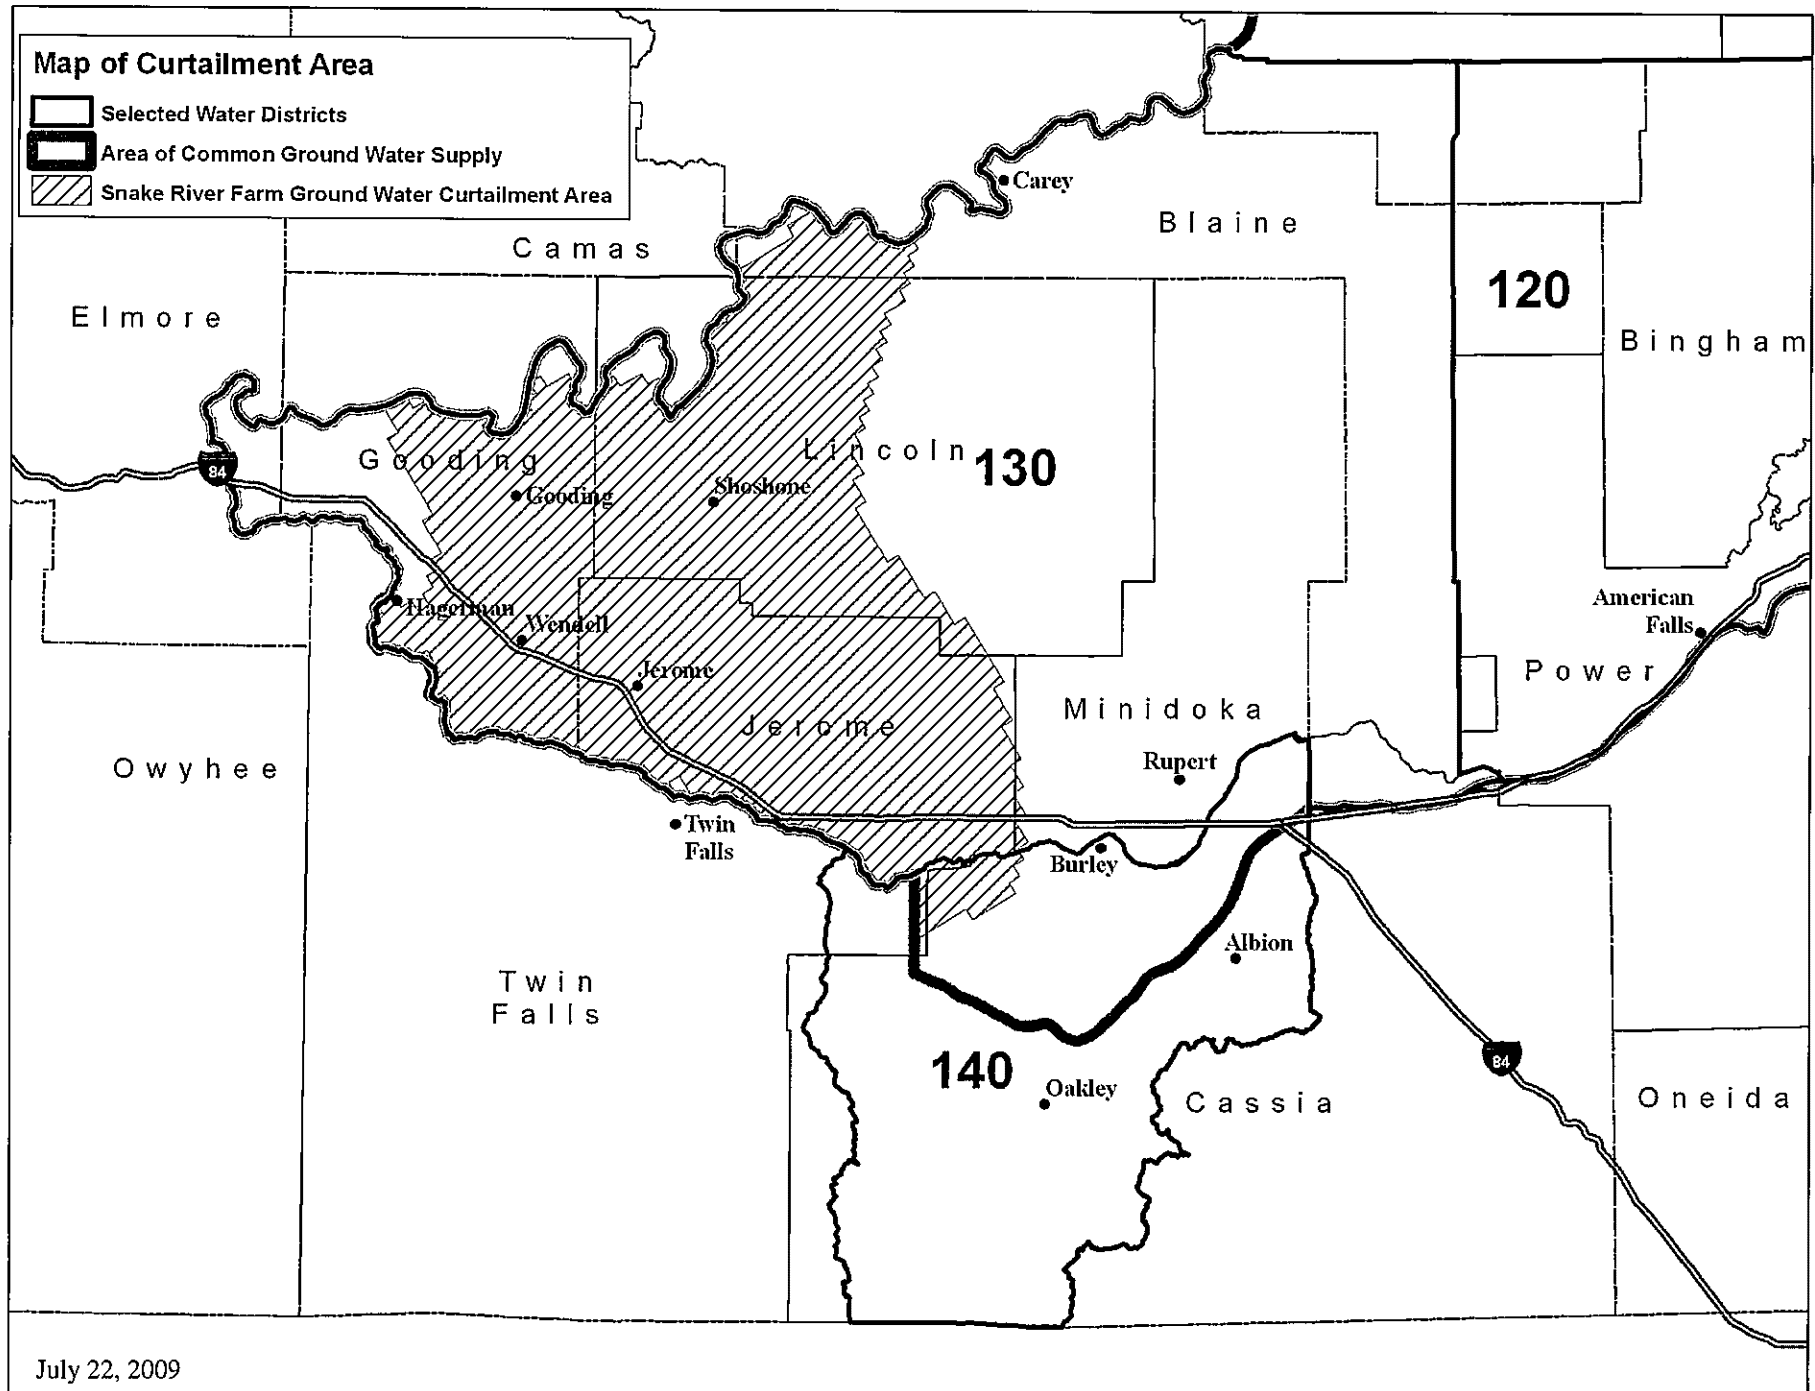 Map of Curtailment Area
Selected Water Districts
Area of Common Ground Water Supply
Snake River Farm Ground Water Curtailment Area
Carey
Blaine
Camas
120
Elmore
Bingham
Lincoln
130
Gooding
84
Gooding
Shoshone
American
Falls
Hagerman
Wendell
Jerome
Power
Minidoka
Jerome
Owyhee
Rupert
Twin
Falls
Burley
Albion
Twin
Falls
140
84
Oakley
Cassia
Oneida
July 22, 2009